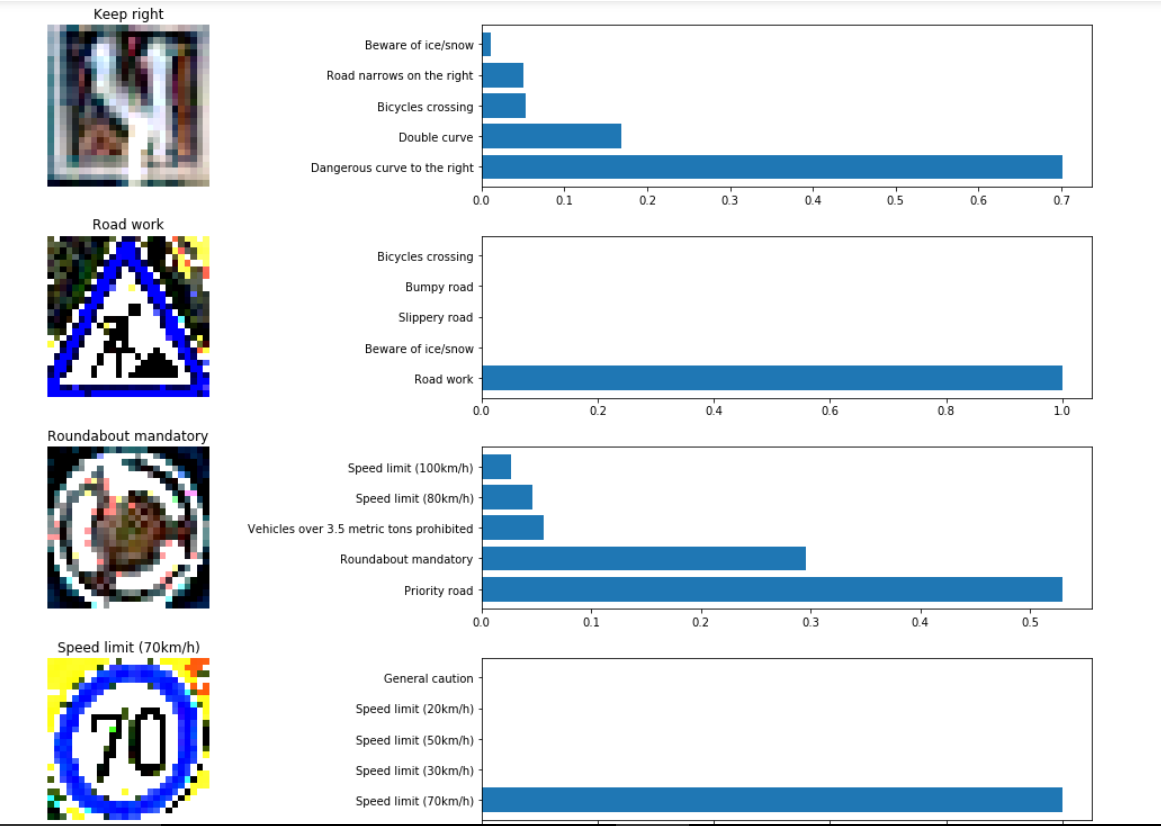 Keep right
Beware of ice/snow
Road narrows on the right
Bicycles crossing
Double curve
Dangerous curve to the right
0.0 0.1 0.2 0.3 0.4 0.5 0.6 0.7
Road work
Bicycles crossing
Bumpy road
Slippery road
Beware of ice/snow
Road work
0.0 0.2 0.4 0.6 0.8 1.0
Roundabout mandatory
Speed limit (100km/h)
Speed limit (80km/h)
Vehicles over 3.5 metric tons prohibited
Roundabout mandatory
Priority road
0.0 0.1 0.2 0.3 0.4 0.5
Speed limit (70km/h)
70
General caution
Speed limit (20km/h)
Speed limit (50km/h)
Speed limit (30km/h)
Speed limit (70km/h)